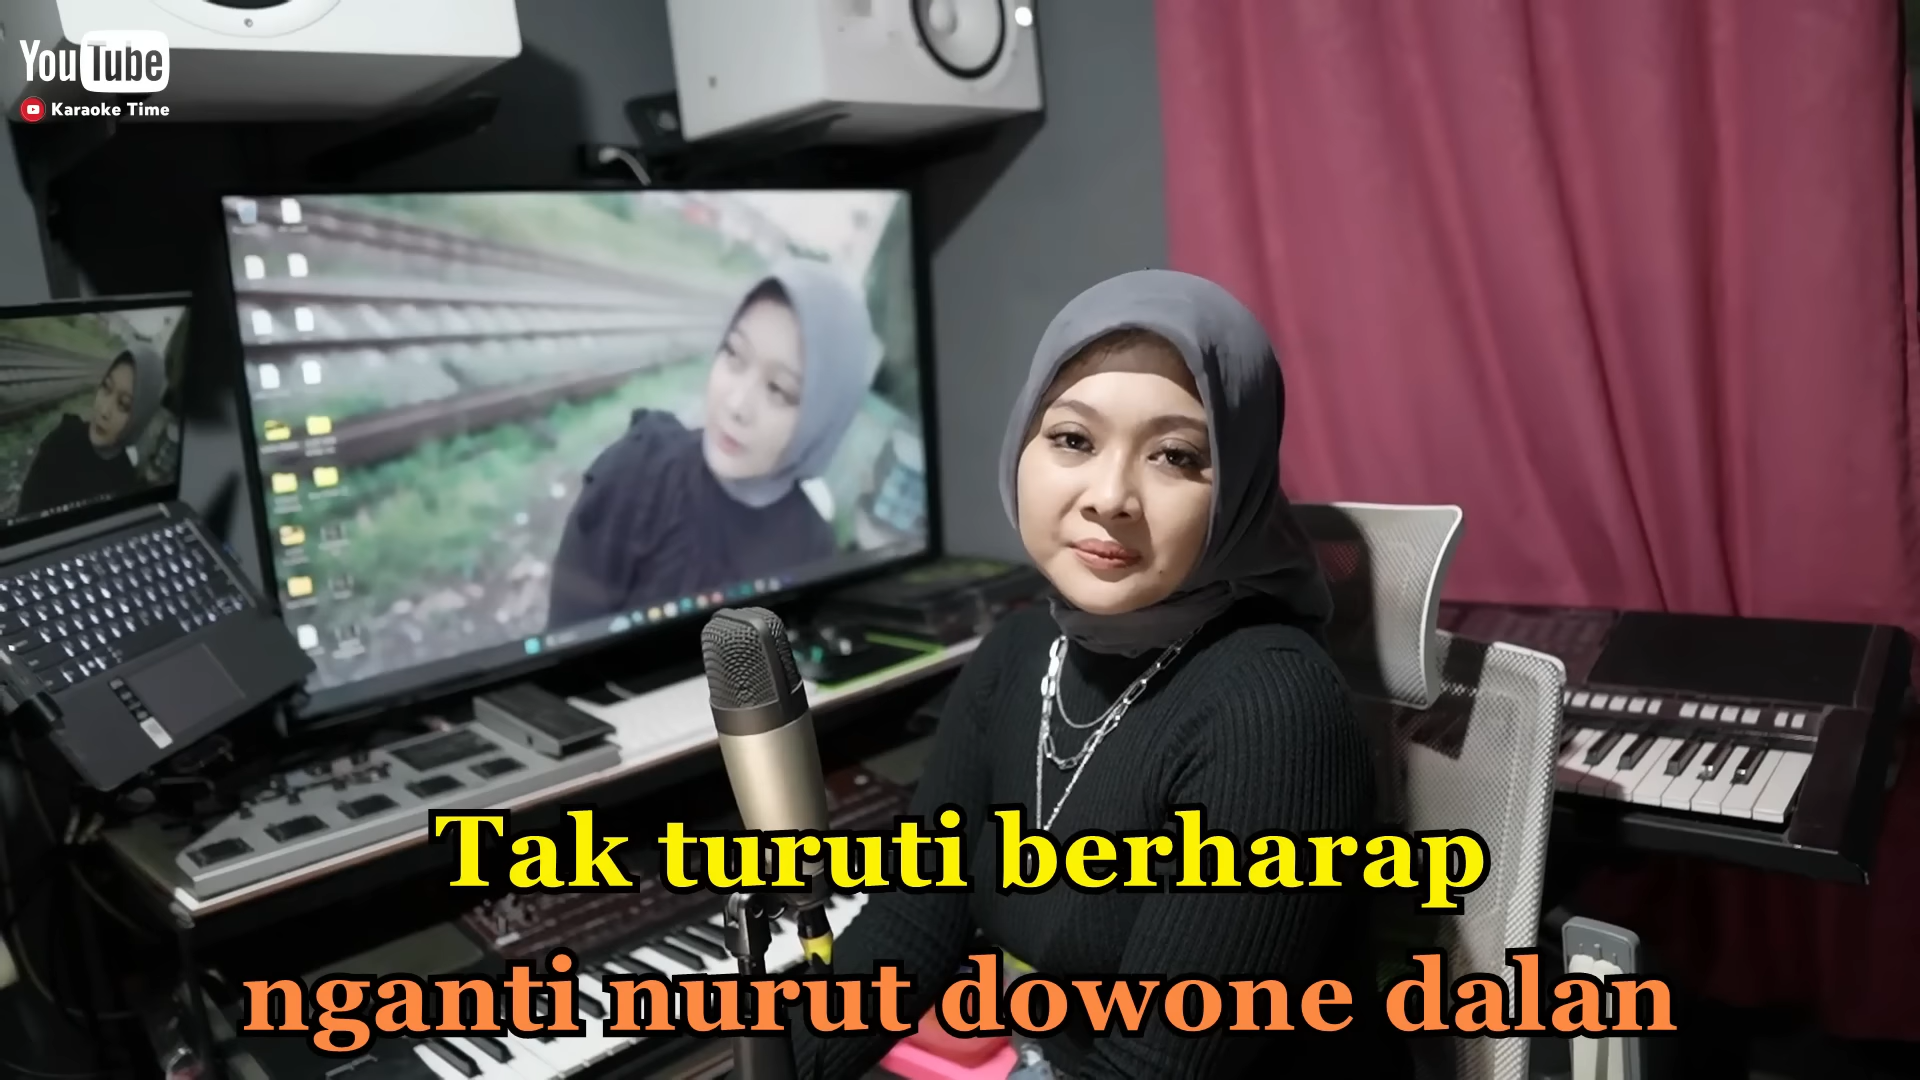 YouTube
Karaoke Time
Tak turuti berharap
nganti nurut dowone dalan